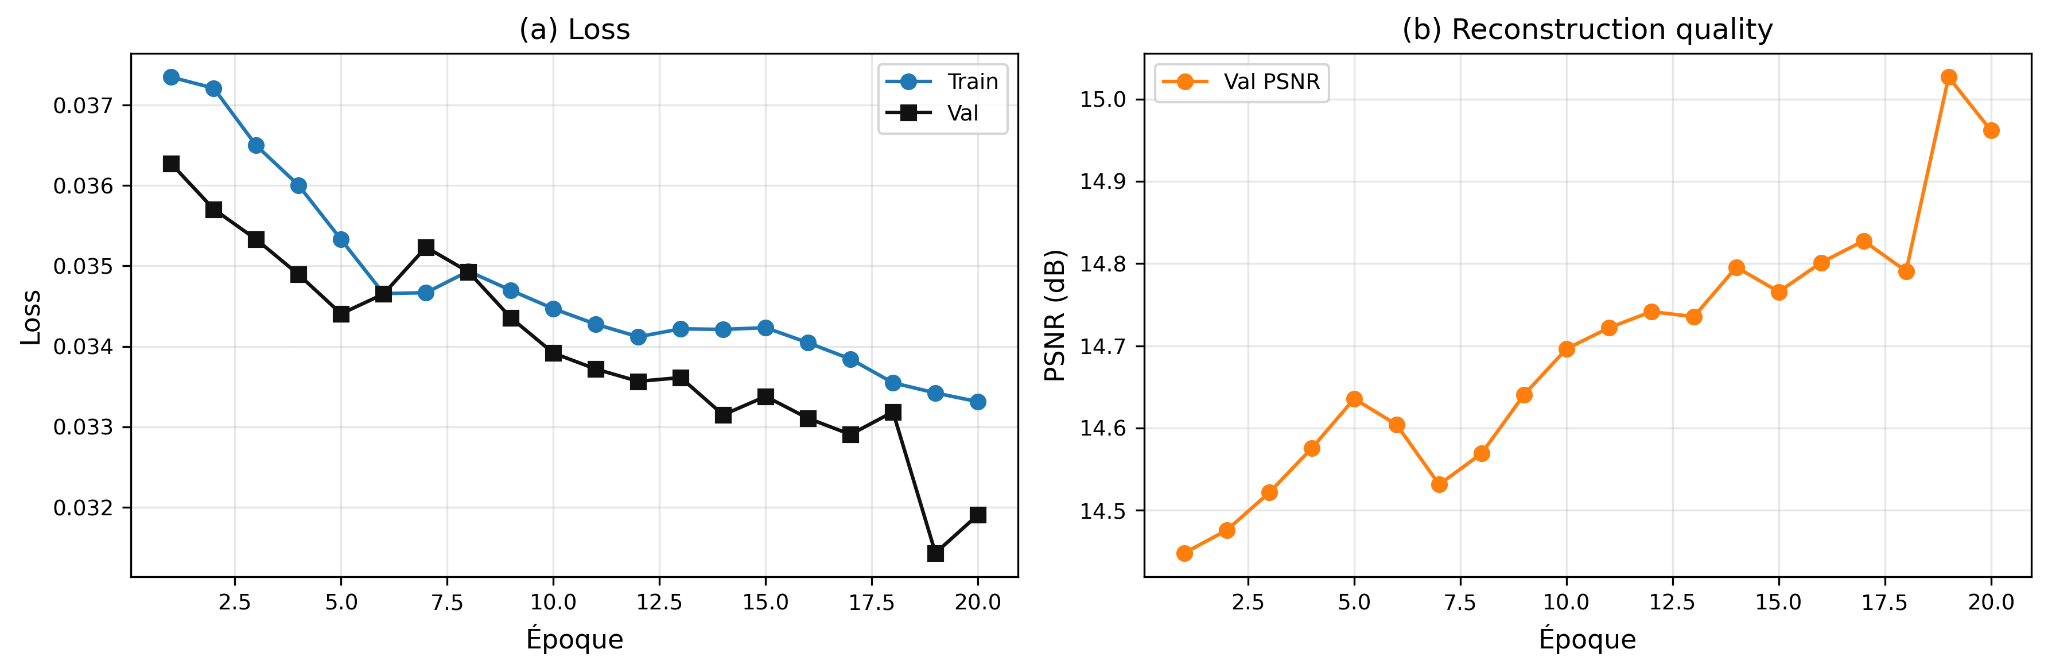 (a) Loss
Train
Val
0.037
0.036
0.035
0.034
0.033
0.032
Loss
2.5 5.0 7.5 10.0 12.5 15.0 17.5 20.0
Époque
(b) Reconstruction quality
Val PSNR
15.0
14.9
14.8
14.7
14.6
14.5
PSNR (dB)
2.5 5.0 7.5 10.0 12.5 15.0 17.5 20.0
Époque